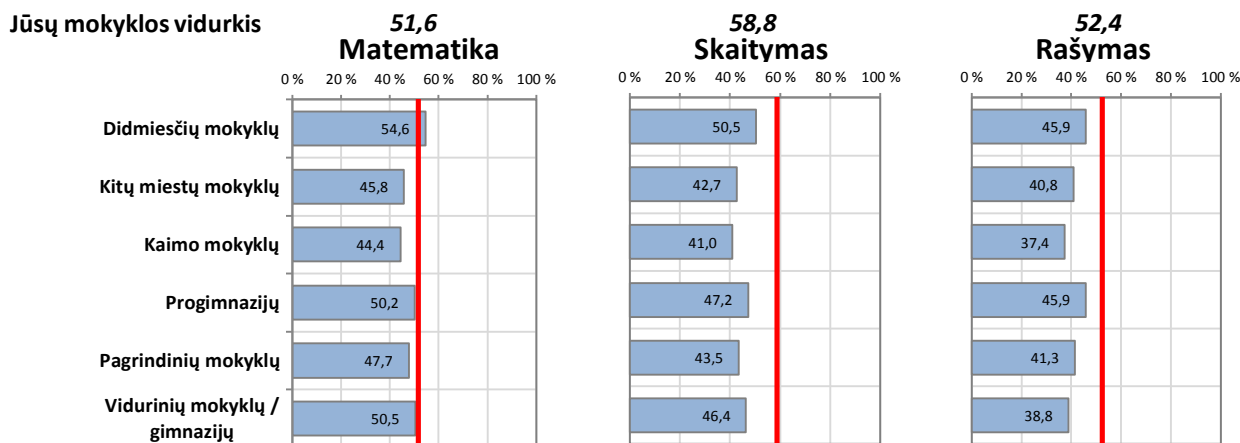 Jūsų mokyklos vidurkis 51,6 58,8 52,4
Matematika Skaitymas Rašymas
0 % 20 % 40 % 60 % 80 % 100 % 0 % 20 % 40 % 60 % 80 % 100 % 0 % 20 % 40 % 60 % 80 % 100 %
Didmiesčių mokyklų 54,6 50,5 45,9
Kitų miestų mokyklų 45,8 42,7 40,8
Kaimo mokyklų 44,4 41,0 37,4
Progimnazijų 50,2 47,2 45,9
Pagrindinių mokyklų 47,7 43,5 41,3
Vidurinių mokyklų /
gimnazijų 50,5 46,4 38,8